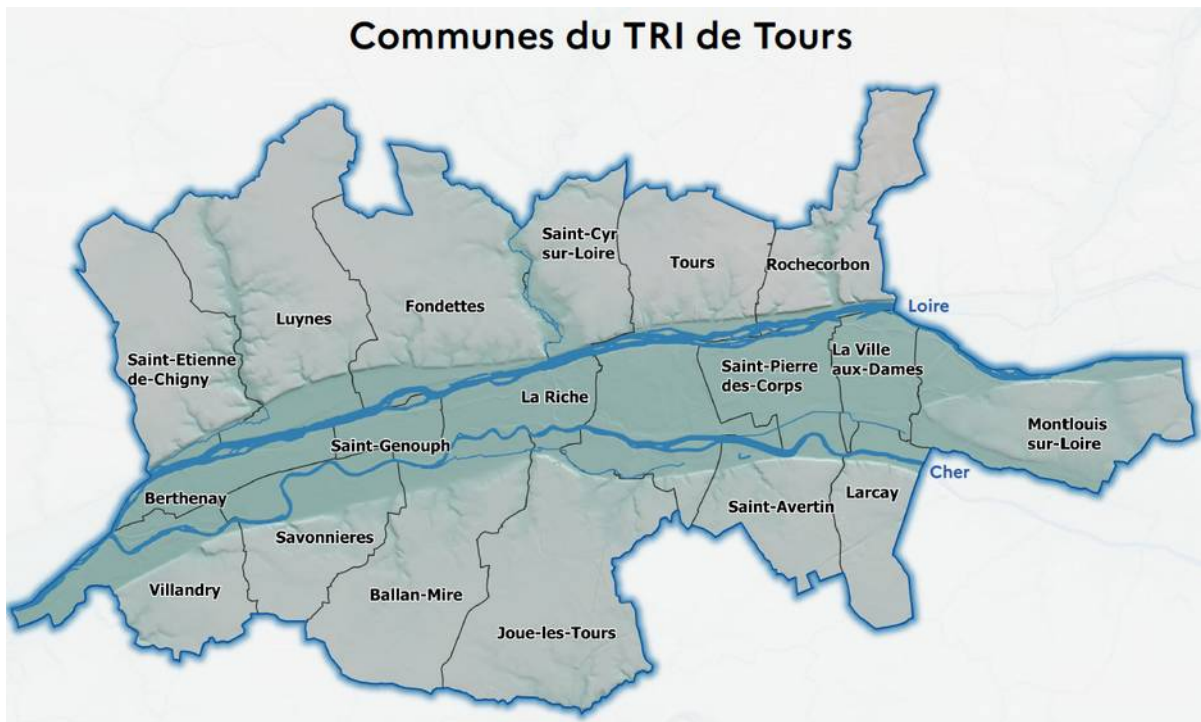 Communes du TRI de Tours
Saint-Cyr
sur-Loire
Tours
Rochecorbon
Fondettes
Luynes
Loire
Saint-Etienne
de-Chigny
La Ville
aux-Dames
Saint-Pierre
des-Corps
La Riche
Montlouis
sur-Loire
Saint-Genouph
Cher
Berthenay
Larcay
Saint-Avertin
Savonnieres
Villandry
Ballan-Mire
Joue-les-Tours